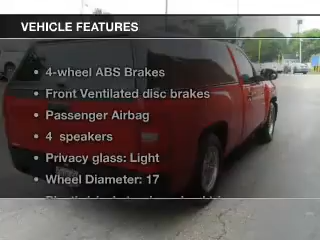 VEHICLE FEATURES
• 4-wheel ABS Brakes
• Front Ventilated disc brakes
• Passenger Airbag
• 4 speakers
• Privacy glass: Light
• Wheel Diameter: 17